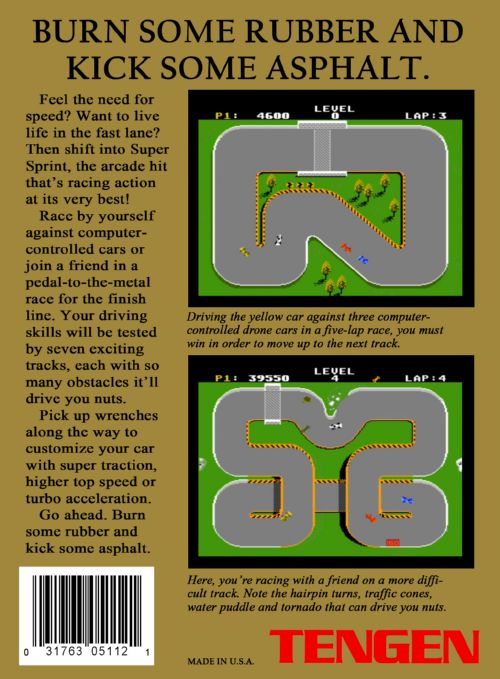 BURN SOME RUBBER AND
KICK SOME ASPHALT.
Feel the need for
speed? Want to live
life in the fast lane?
Then shift into Super
Sprint, the arcade hit
that's racing action
at its very best!
Race by yourself
against computer-
controlled cars or
join a friend in a
pedal-to-the-metal
race for the finish
line. Your driving
skills will be tested
by seven exciting
tracks, each with so
many obstacles it'll
drive you nuts.
Pick up wrenches
along the way to
customize your car
with super traction,
higher top speed or
turbo acceleration.
Go ahead. Burn
some rubber and
kick some asphalt.
LEVEL
P1: 4600 0 LAP:3
Driving the yellow car against three computer-
controlled drone cars in a five-lap race, you must
win in order to move up to the next track.
LEVEL
P1: 39550 4 LAP:4
Here, you're racing with a friend on a more diffi-
cult track. Note the hairpin turns, traffic cones,
water puddle and tornado that can drive you nuts.
0 31763 05112 1
MADE IN U.S.A.
TENGEN